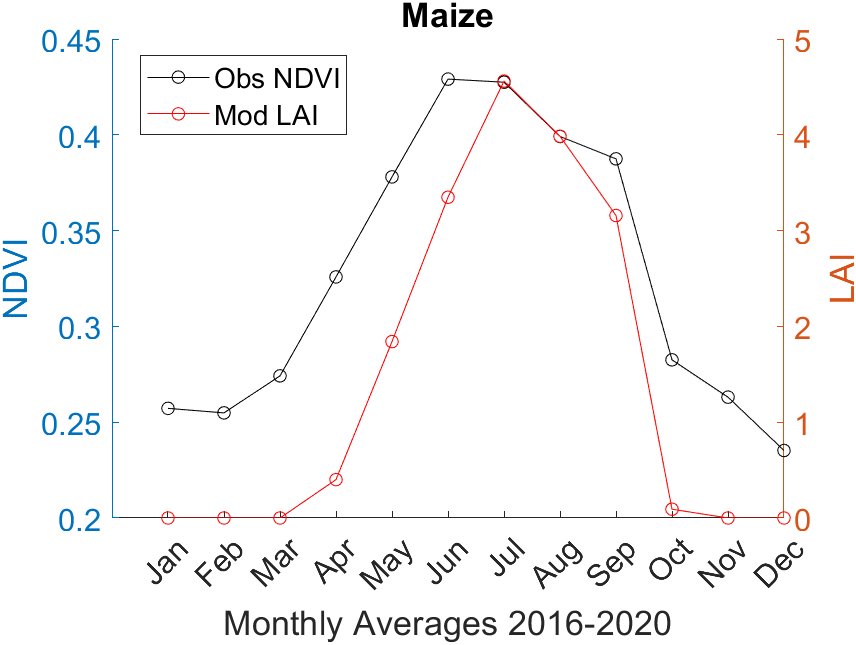 Maize
Obs NDVI
Mod LAI
0.45
0.4
0.35
0.3
0.25
0.2
NDVI
5
4
3
2
1
0
LAI
Jan Feb Mar Apr May Jun Jul Aug Sep Oct Nov Dec
Monthly Averages 2016-2020